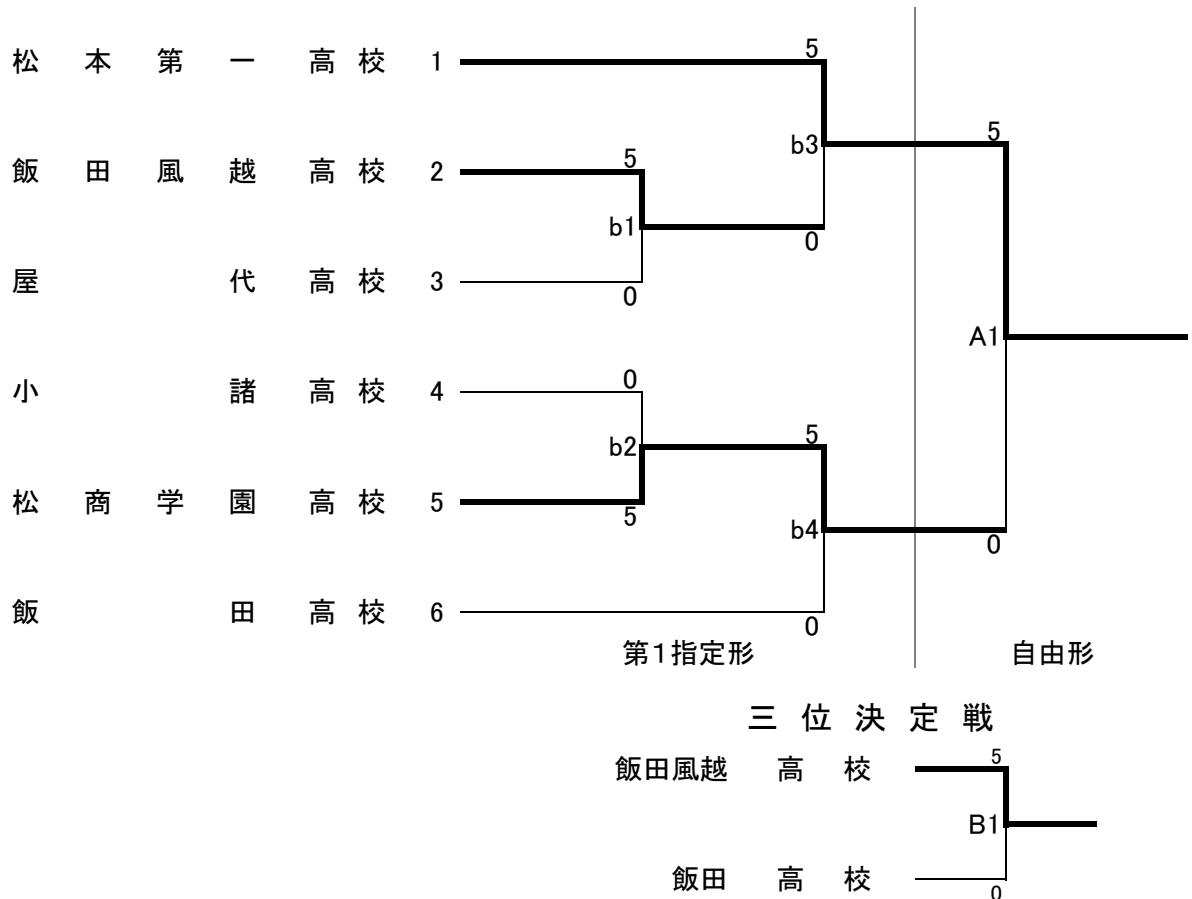 松本第一高校 1
5
b3
5
飯田風越高校 2
5
b1
0
屋代高校 3
0
A1
小諸高校 4
0
b2
5
松商学園高校 5
5
b4
0
飯田高校 6
0
第1指定形
自由形
三位決定戦
飯田風越 高校
5
B1
飯田 高校
0